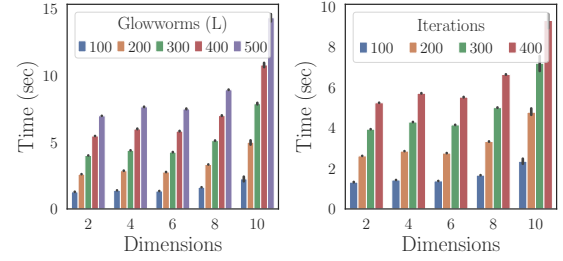 Glowworms (L)
100 200 300 400 500
15
10
5
0
Time (sec)
2 4 6 8 10
Dimensions
Iterations
100 200 300 400
10
8
6
4
2
0
Time (sec)
2 4 6 8 10
Dimensions